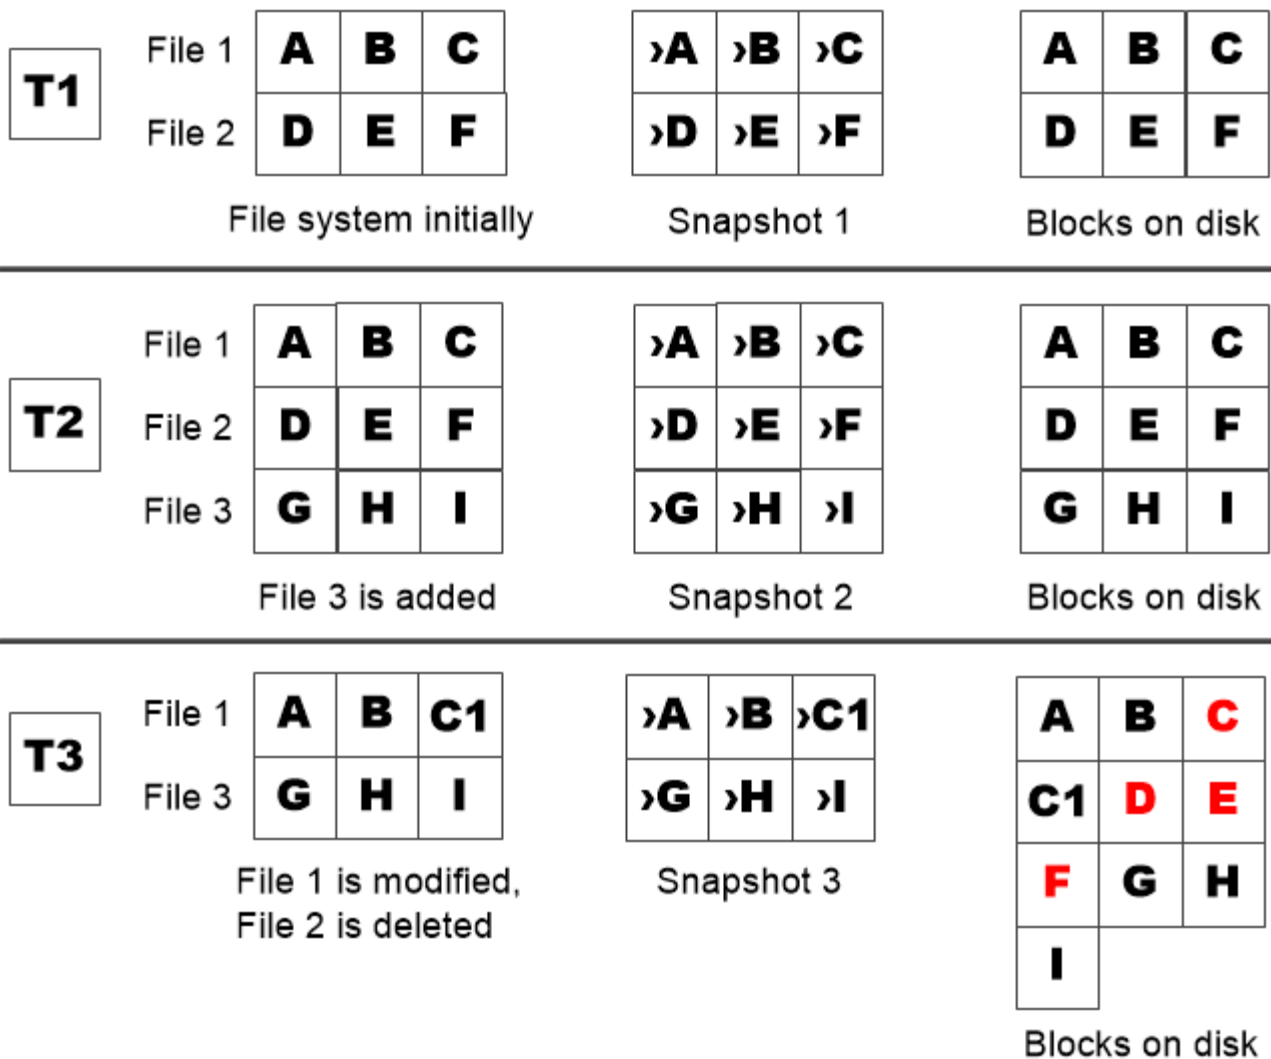 T1
File 1 A B C ›A ›B ›C A B C
File 2 D E F ›D ›E ›F D E F
File system initially Snapshot 1 Blocks on disk
T2
File 1 A B C ›A ›B ›C A B C
File 2 D E F ›D ›E ›F D E F
File 3 G H I ›G ›H ›I G H I
File 3 is added Snapshot 2 Blocks on disk
T3
File 1 A B C1 ›A ›B ›C1 A B C
File 3 G H I ›G ›H ›I C1 D E
File 1 is modified, Snapshot 3 F G H
File 2 is deleted
I
Blocks on disk